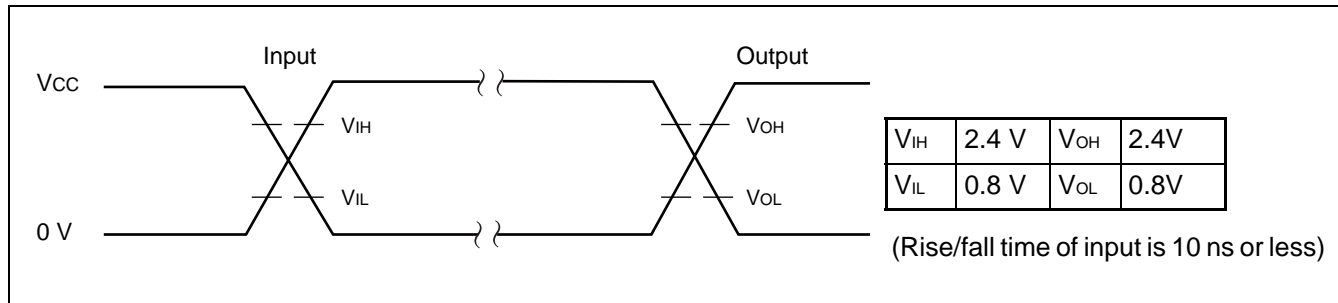 Input
Output
VCC
VIH
VOH
VIL
VOL
0 V
VIH 2.4 V VOH 2.4V
VIL 0.8 V VOL 0.8V
(Rise/fall time of input is 10 ns or less)